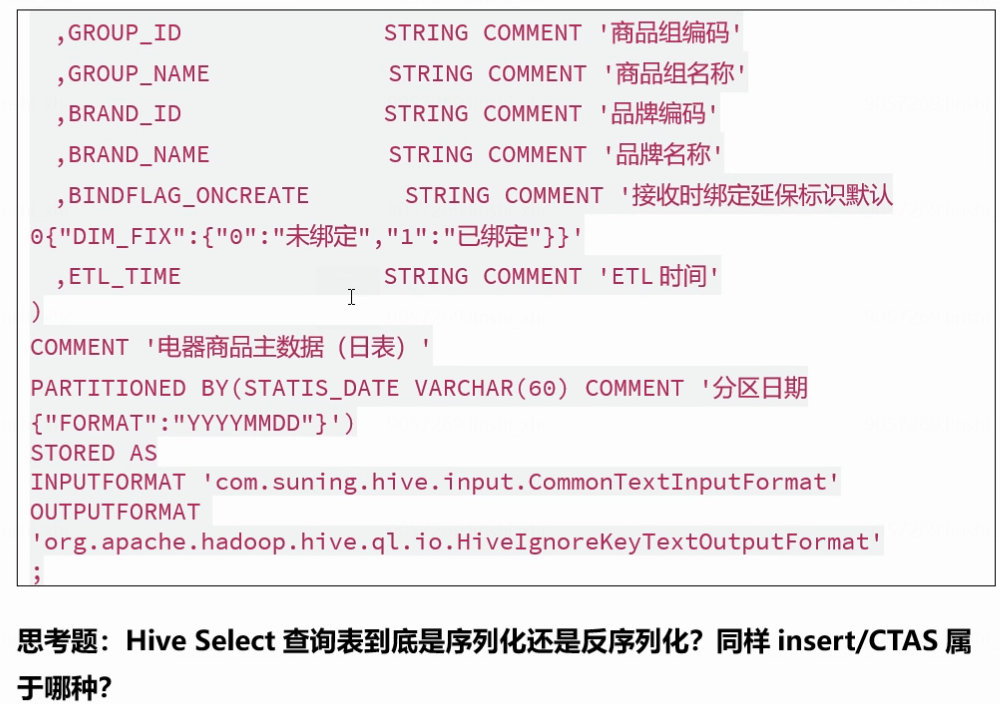 ,GROUP_ID STRING COMMENT '商品组编码'
,GROUP_NAME STRING COMMENT '商品组名称'
,BRAND_ID STRING COMMENT '品牌编码'
,BRAND_NAME STRING COMMENT '品牌名称'
,BINDFLAG_ONCREATE STRING COMMENT '接收时绑定延保标识默认
0{"DIM_FIX":{"0":"未绑定","1":"已绑定"}}'
,ETL_TIME STRING COMMENT 'ETL 时间'
)
COMMENT '电器商品主数据（日表）'
PARTITIONED BY(STATIS_DATE VARCHAR(60) COMMENT '分区日期
{"FORMAT":"YYYYMMDD"}')
STORED AS
INPUTFORMAT 'com.suning.hive.input.CommonTextInputFormat'
OUTPUTFORMAT
'org.apache.hadoop.hive.ql.io.HiveIgnoreKeyTextOutputFormat'
;
思考题：Hive Select 查询表到底是序列化还是反序列化？同样 insert/CTAS 属
于哪种？